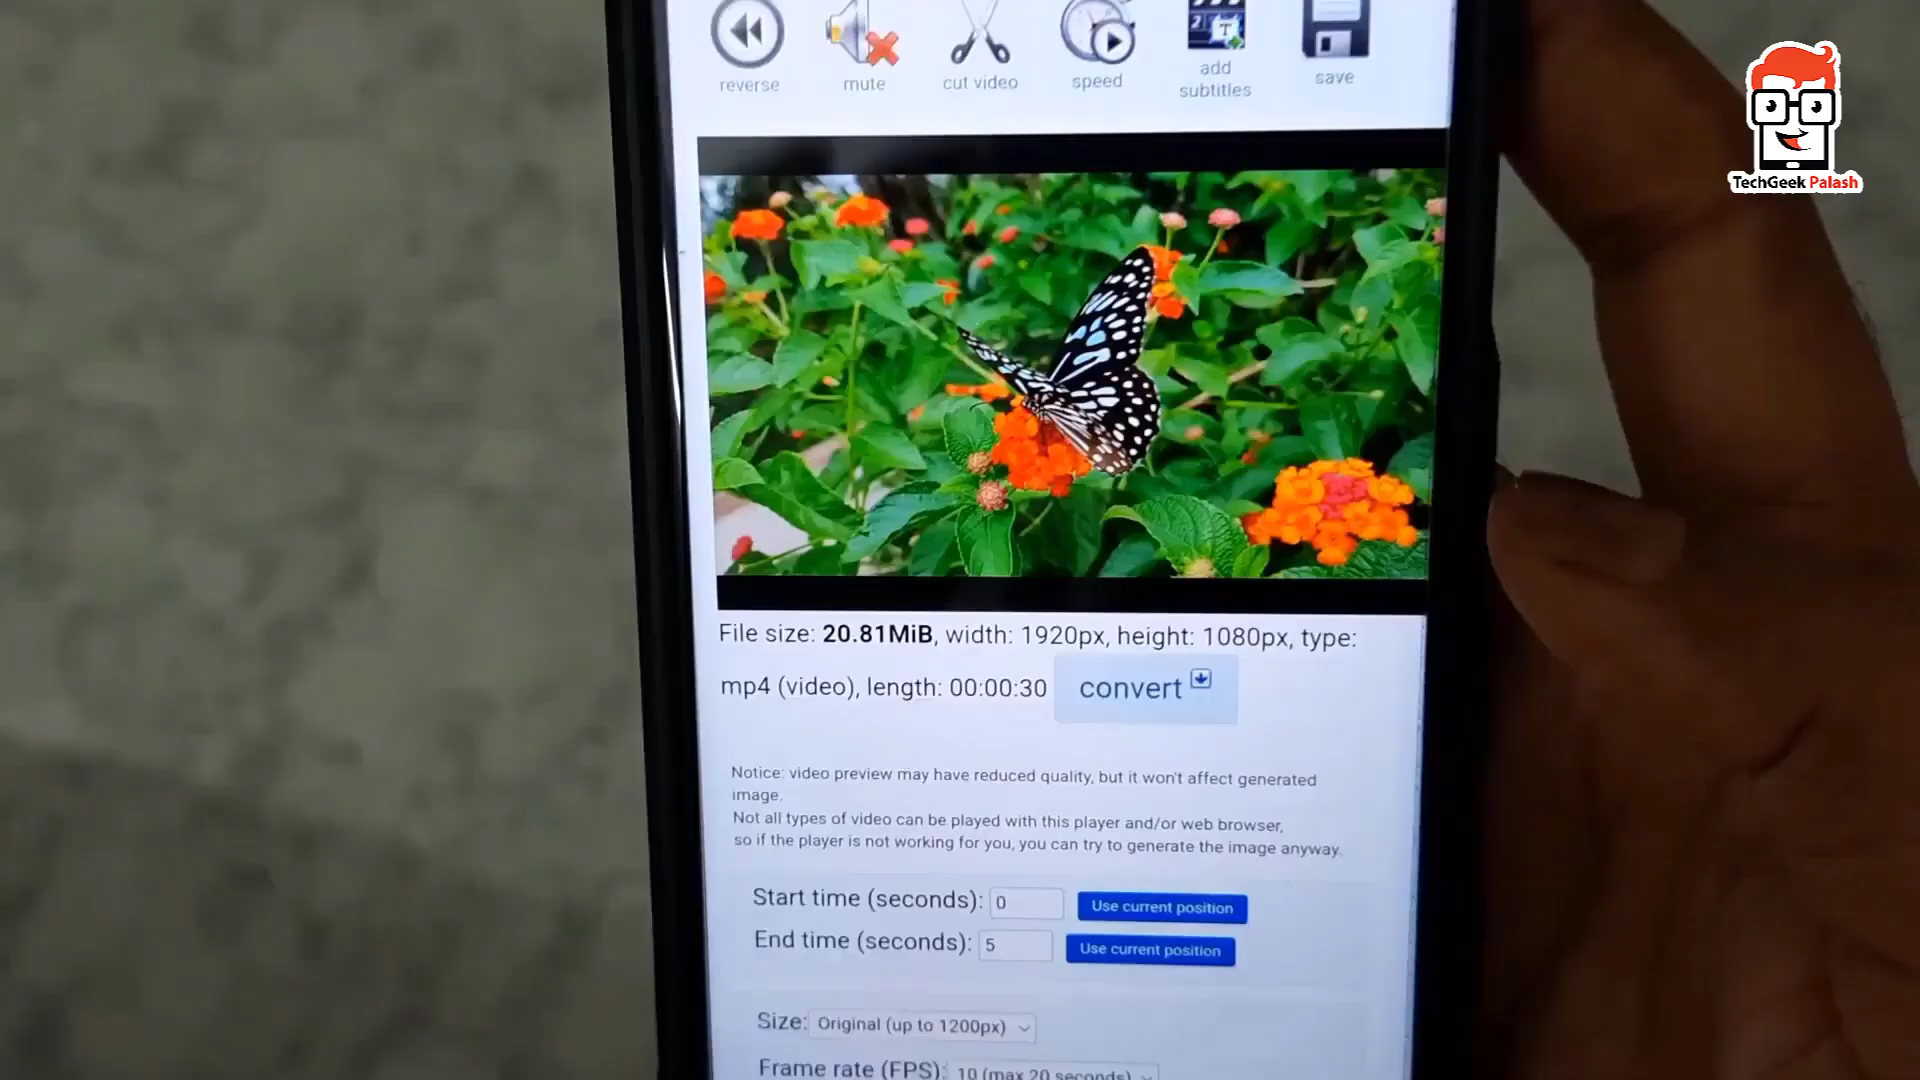 reverse
mute
cut video
speed
add
subtitles
save
TechGeek Palash
File size: 20.81MiB, width: 1920px, height: 1080px, type:
mp4 (video), length: 00:00:30 convert
Notice: video preview may have reduced quality, but it won't affect generated
image.
Not all types of video can be played with this player and/or web browser,
so if the player is not working for you, you can try to generate the image anyway.
Start time (seconds): 0 Use current position
End time (seconds): 5 Use current position
Size: Original (up to 1200px)
Frame rate (FPS): 10 (max 20 seconds)